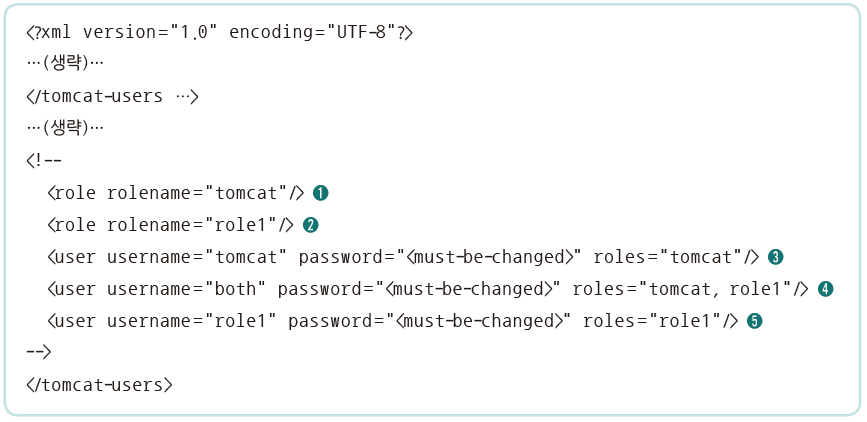 <?xml version="1.0" encoding="UTF-8"?>
…(생략)…
</tomcat-users …>
…(생략)…
<!--
<role rolename="tomcat"/> ❶
<role rolename="role1"/> ❷
<user username="tomcat" password="<must-be-changed>" roles="tomcat"/> ❸
<user username="both" password="<must-be-changed>" roles="tomcat, role1"/> ❹
<user username="role1" password="<must-be-changed>" roles="role1"/> ❺
-->
</tomcat-users>